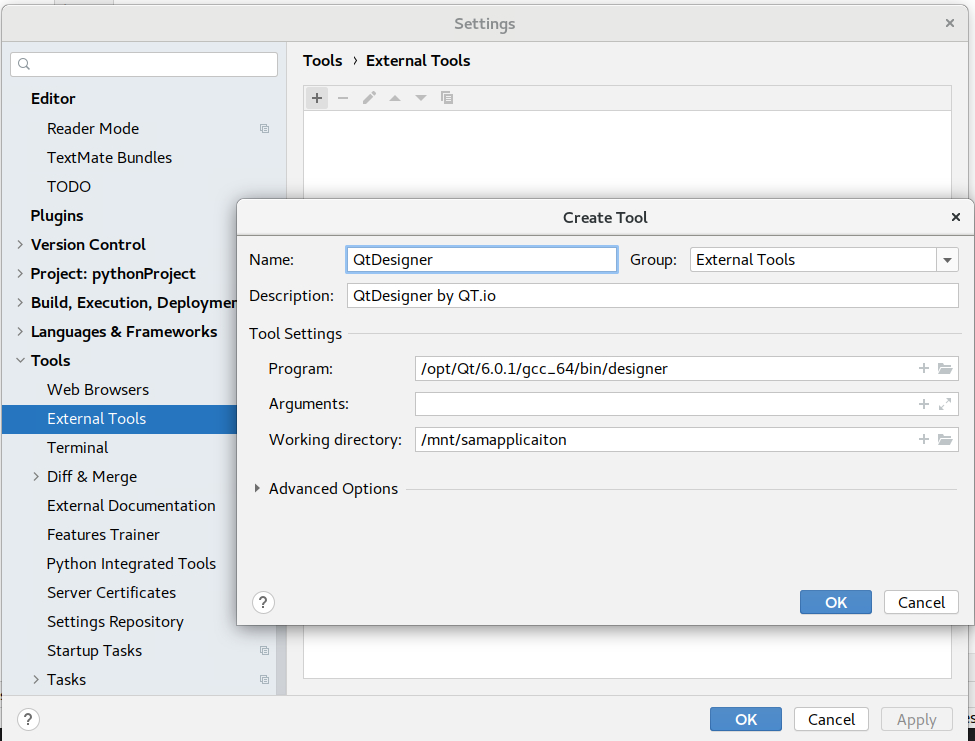 Settings
Tools › External Tools
Editor
Reader Mode
TextMate Bundles
TODO
Plugins
Version Control
Project: pythonProject
Build, Execution, Deploymen
Languages & Frameworks
Tools
Web Browsers
External Tools
Terminal
Diff & Merge
External Documentation
Features Trainer
Python Integrated Tools
Server Certificates
Settings Repository
Startup Tasks
Tasks
Create Tool
Name: QtDesigner Group: External Tools
Description: QtDesigner by QT.io
Tool Settings
Program: /opt/Qt/6.0.1/gcc_64/bin/designer
Arguments:
Working directory: /mnt/samapplicaiton
Advanced Options
? OK Cancel
? OK Cancel Apply